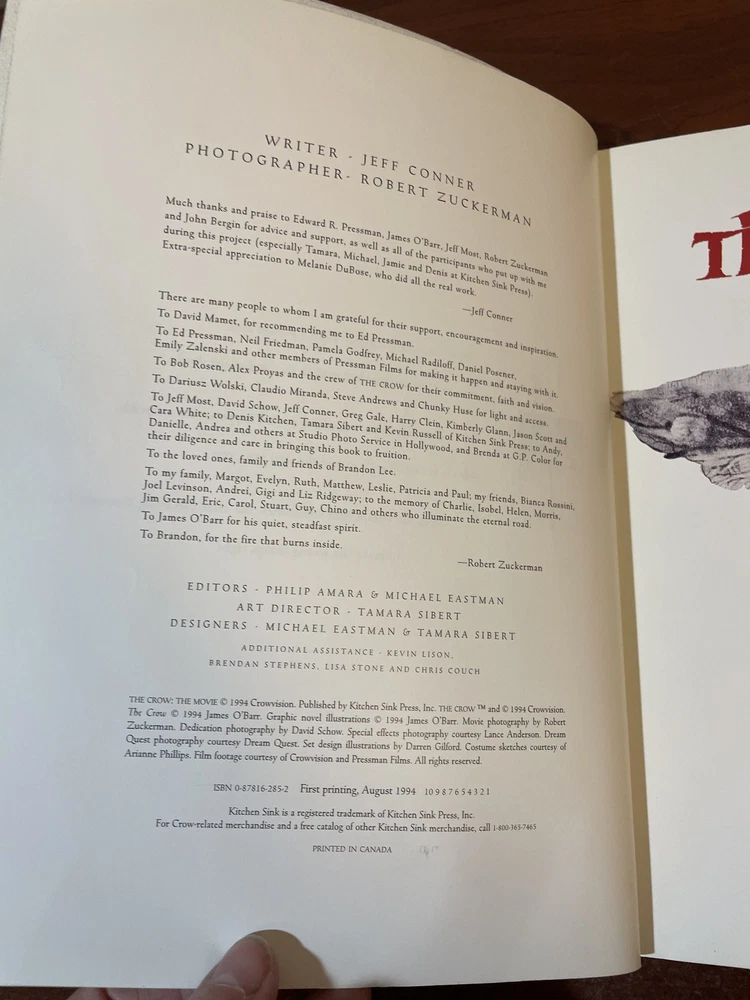 WRITER - JEFF CONNER
PHOTOGRAPHER- ROBERT ZUCKERMAN
Much thanks and praise to Edward R. Pressman, James O'Barr, Jeff Most, Robert Zuckerman
and John Bergin for advice and support, as well as all of the participants who put up with me
during this project (especially Tamara, Michael, Jamie and Denis at Kitchen Sink Press).
Extra-special appreciation to Melanie DuBose, who did all the real work.
—Jeff Conner
There are many people to whom I am grateful for their support, encouragement and inspiration.
To David Mamet, for recommending me to Ed Pressman.
To Ed Pressman, Neil Friedman, Pamela Godfrey, Michael Radiloff, Daniel Posener,
Emily Zalenski and other members of Pressman Films for making it happen and staying with it.
To Bob Rosen, Alex Proyas and the crew of THE CROW for their commitment, faith and vision.
To Dariusz Wolski, Claudio Miranda, Steve Andrews and Chunky Huse for light and access.
To Jeff Most, David Schow, Jeff Conner, Greg Gale, Harry Clein, Kimberly Glann, Jason Scott and
Cara White; to Denis Kitchen, Tamara Sibert and Kevin Russell of Kitchen Sink Press; to Andy,
Danielle, Andrea and others at Studio Photo Service in Hollywood, and Brenda at G.P. Color for
their diligence and care in bringing this book to fruition.
To the loved ones, family and friends of Brandon Lee.
To my family, Margot, Evelyn, Ruth, Matthew, Leslie, Patricia and Paul; my friends, Bianca Rossini,
Joel Levinson, Andrei, Gigi and Liz Ridgeway; to the memory of Charlie, Isobel, Helen, Morris,
Jim Gerald, Eric, Carol, Stuart, Guy, Chino and others who illuminate the eternal road.
To James O'Barr for his quiet, steadfast spirit.
To Brandon, for the fire that burns inside.
—Robert Zuckerman
EDITORS - PHILIP AMARA & MICHAEL EASTMAN
ART DIRECTOR - TAMARA SIBERT
DESIGNERS - MICHAEL EASTMAN & TAMARA SIBERT
ADDITIONAL ASSISTANCE - KEVIN LISON,
BRENDAN STEPHENS, LISA STONE AND CHRIS COUCH
THE CROW: THE MOVIE © 1994 Crowvision. Published by Kitchen Sink Press, Inc. THE CROW ™ and © 1994 Crowvision.
The Crow © 1994 James O'Barr. Graphic novel illustrations © 1994 James O'Barr. Movie photography by Robert
Zuckerman. Dedication photography by David Schow. Special effects photography courtesy Lance Anderson. Dream
Quest photography courtesy Dream Quest. Set design illustrations by Darren Gilford. Costume sketches courtesy of
Arianne Phillips. Film footage courtesy of Crowvision and Pressman Films. All rights reserved.
ISBN 0-87816-285-2 First printing, August 1994 10 9 8 7 6 5 4 3 2 1
Kitchen Sink is a registered trademark of Kitchen Sink Press, Inc.
For Crow-related merchandise and a free catalog of other Kitchen Sink merchandise, call 1-800-365-7465
PRINTED IN CANADA